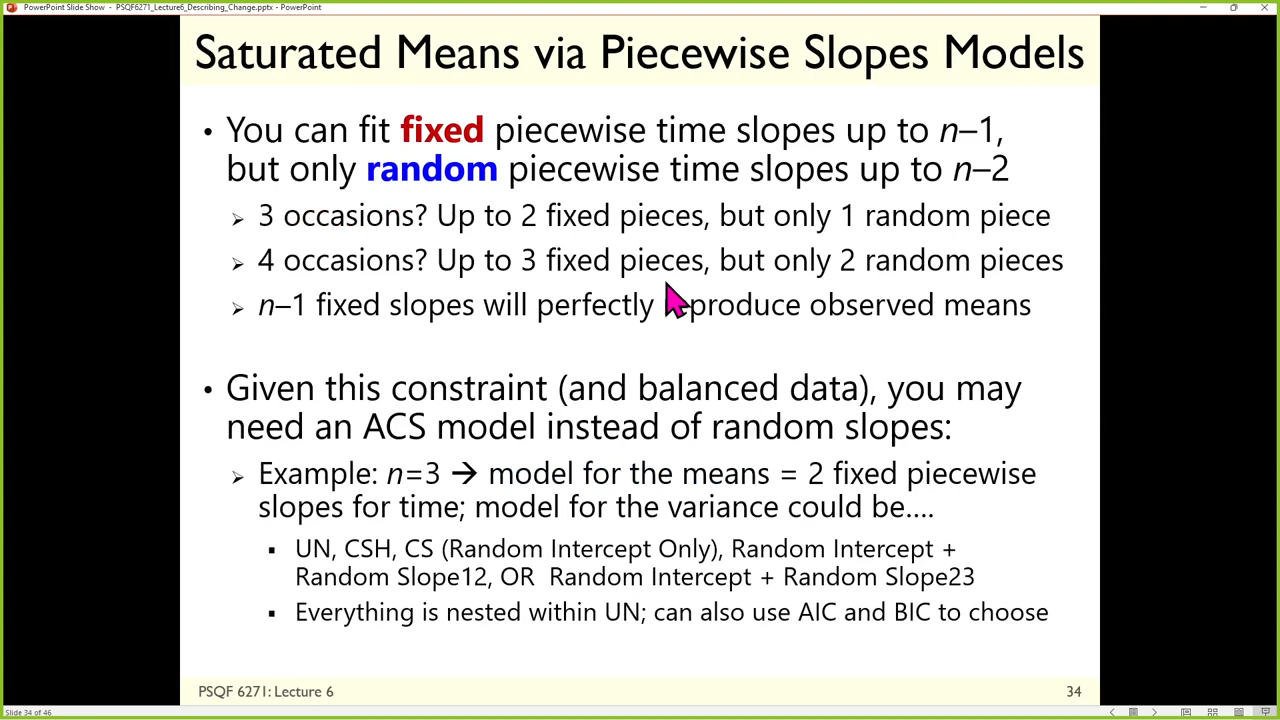 PowerPoint Slide Show - PSQF6271_Lecture6_Describing_Change.pptx - PowerPoint
Saturated Means via Piecewise Slopes Models
• You can fit fixed piecewise time slopes up to n–1,
but only random piecewise time slopes up to n–2
➢ 3 occasions? Up to 2 fixed pieces, but only 1 random piece
➢ 4 occasions? Up to 3 fixed pieces, but only 2 random pieces
➢ n–1 fixed slopes will perfectly reproduce observed means
• Given this constraint (and balanced data), you may
need an ACS model instead of random slopes:
➢ Example: n=3 → model for the means = 2 fixed piecewise
slopes for time; model for the variance could be....
▪ UN, CSH, CS (Random Intercept Only), Random Intercept +
Random Slope12, OR Random Intercept + Random Slope23
▪ Everything is nested within UN; can also use AIC and BIC to choose
PSQF 6271: Lecture 6
34
Slide 34 of 46